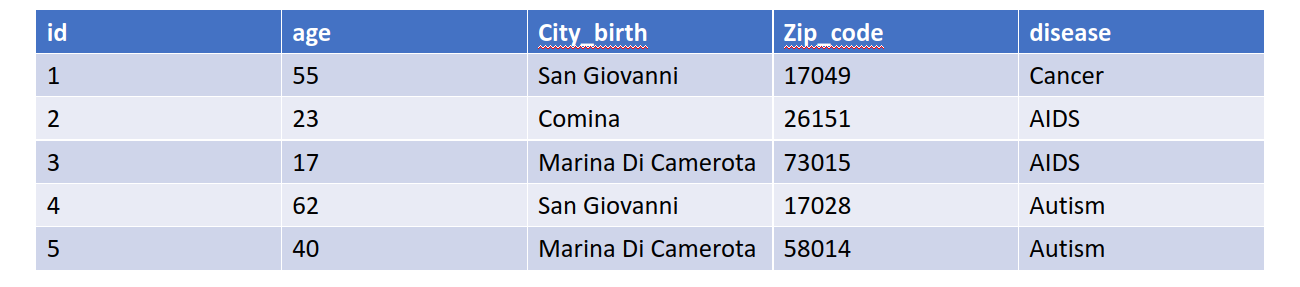 id age City_birth Zip_code disease
1 55 San Giovanni 17049 Cancer
2 23 Comina 26151 AIDS
3 17 Marina Di Camerota 73015 AIDS
4 62 San Giovanni 17028 Autism
5 40 Marina Di Camerota 58014 Autism